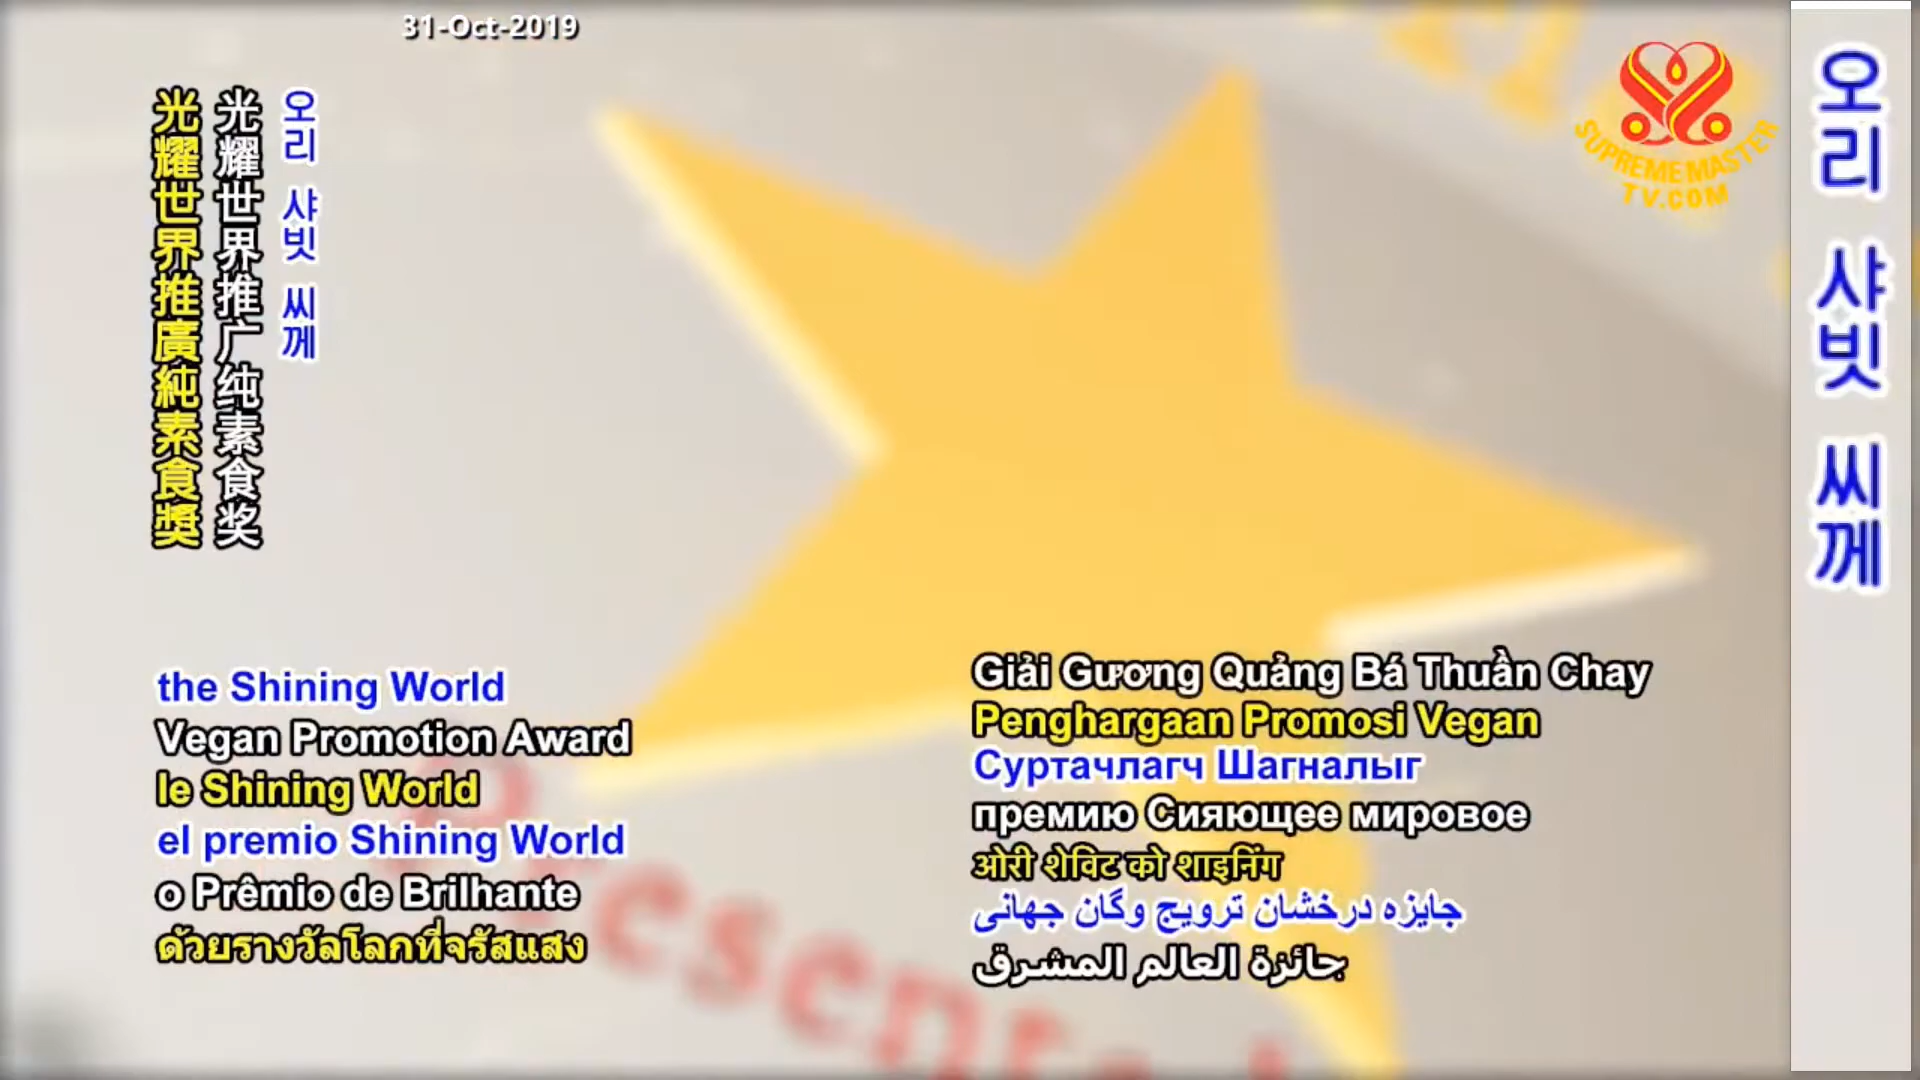 31-Oct-2019
光耀世界推廣純素食獎
光耀世界推广纯素食奖
오리 샤빗 씨께
SUPREME MASTER
TV.COM
오리 샤빗 씨께
the Shining World
Vegan Promotion Award
le Shining World
el premio Shining World
o Prêmio de Brilhante
ด้วยรางวัลโลกที่จรัสแสง
Giải Gương Quảng Bá Thuần Chay
Penghargaan Promosi Vegan
Суртачлагч Шагналыг
премию Сияющее мировое
ओरी शेविट को शाइनिंग
جایزه درخشان ترویج وگان جهانی
جائزة العالم المشرق